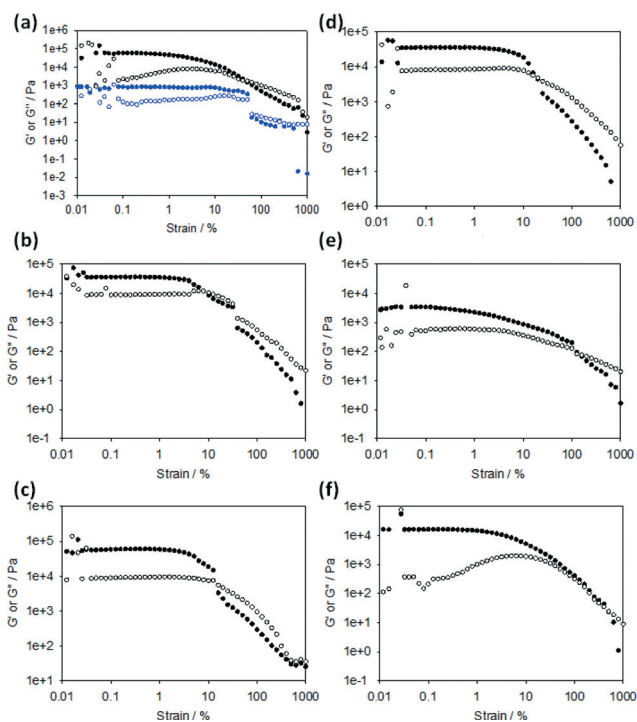 (a)
G' or G'' / Pa
1e+6
1e+5
1e+4
1e+3
1e+2
1e+1
1e+0
1e-1
1e-2
1e-3
0.01 0.1 1 10 100 1000
Strain / %
(b)
G' or G'' / Pa
1e+5
1e+4
1e+3
1e+2
1e+1
1e+0
1e-1
0.01 0.1 1 10 100 1000
Strain / %
(c)
G' or G'' / Pa
1e+6
1e+5
1e+4
1e+3
1e+2
1e+1
0.01 0.1 1 10 100 1000
Strain / %
(d)
G' or G'' / Pa
1e+5
1e+4
1e+3
1e+2
1e+1
1e+0
0.01 0.1 1 10 100 1000
Strain / %
(e)
G' or G'' / Pa
1e+5
1e+4
1e+3
1e+2
1e+1
1e+0
1e-1
0.01 0.1 1 10 100 1000
Strain / %
(f)
G' or G'' / Pa
1e+5
1e+4
1e+3
1e+2
1e+1
1e+0
1e-1
0.01 0.1 1 10 100 1000
Strain / %